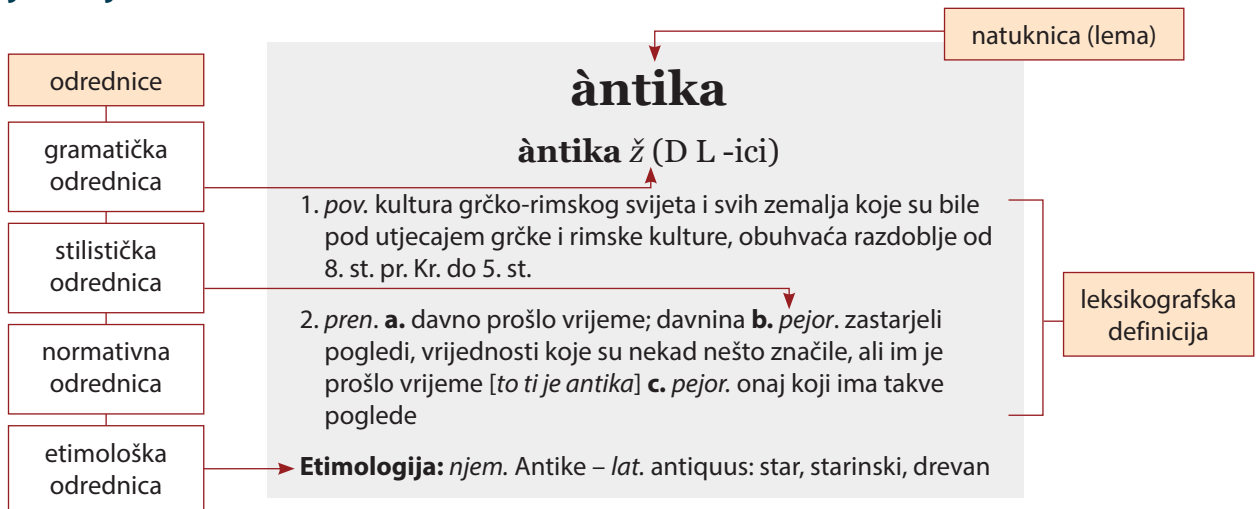 natuknica (lema)
odrednice
gramatička
odrednica
stilistička
odrednica
normativna
odrednica
etimološka
odrednica
àntika
àntika ž (D L -ici)
1. pov. kultura grčko-rimskog svijeta i svih zemalja koje su bile
pod utjecajem grčke i rimske kulture, obuhvaća razdoblje od
8. st. pr. Kr. do 5. st.
2. pren. a. davno prošlo vrijeme; davnina b. pejor. zastarjeli
pogledi, vrijednosti koje su nekad nešto značile, ali im je
prošlo vrijeme [to ti je antika] c. pejor. onaj koji ima takve
poglede
Etimologija: njem. Antike – lat. antiquus: star, starinski, drevan
leksikografska
definicija